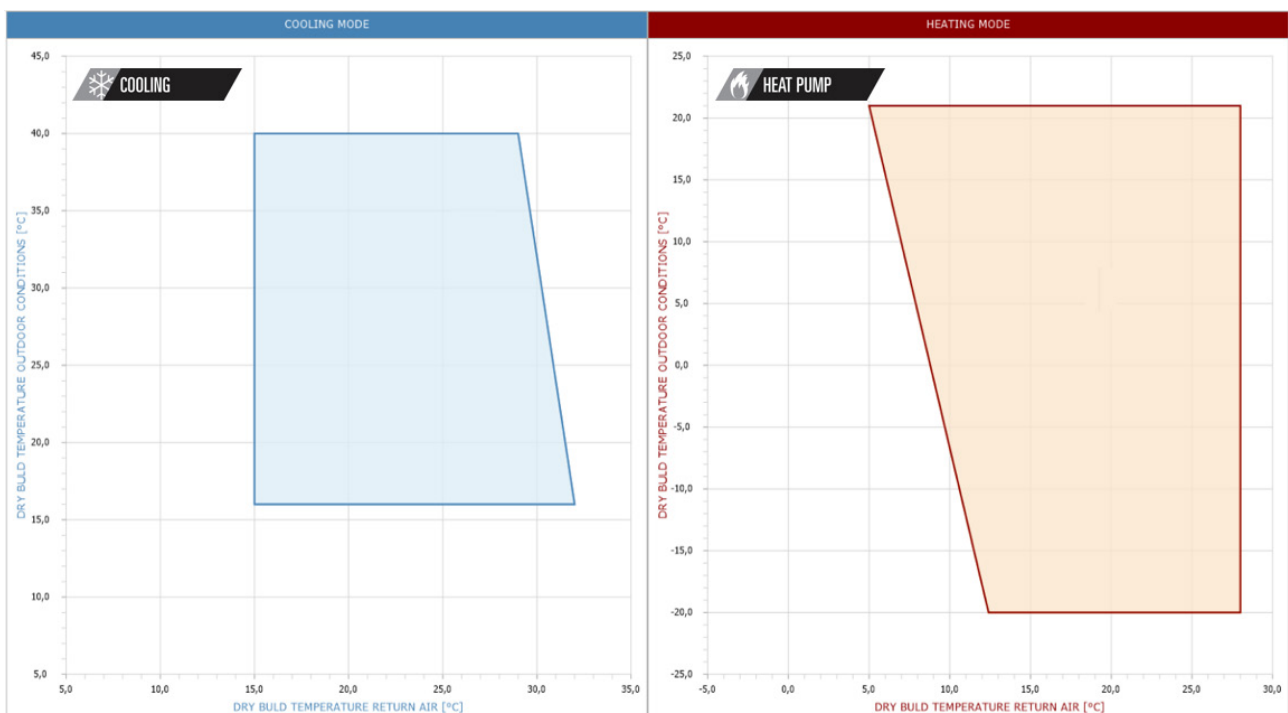 COOLING MODE
COOLING
45,0
40,0
35,0
30,0
25,0
20,0
15,0
10,0
5,0
DRY BULD TEMPERATURE OUTDOOR CONDITIONS [°C]
5,0 10,0 15,0 20,0 25,0 30,0 35,0
DRY BULD TEMPERATURE RETURN AIR [°C]
HEATING MODE
HEAT PUMP
25,0
20,0
15,0
10,0
5,0
0,0
-5,0
-10,0
-15,0
-20,0
-25,0
DRY BULD TEMPERATURE OUTDOOR CONDITIONS [°C]
-5,0 0,0 5,0 10,0 15,0 20,0 25,0 30,0
DRY BULD TEMPERATURE RETURN AIR [°C]